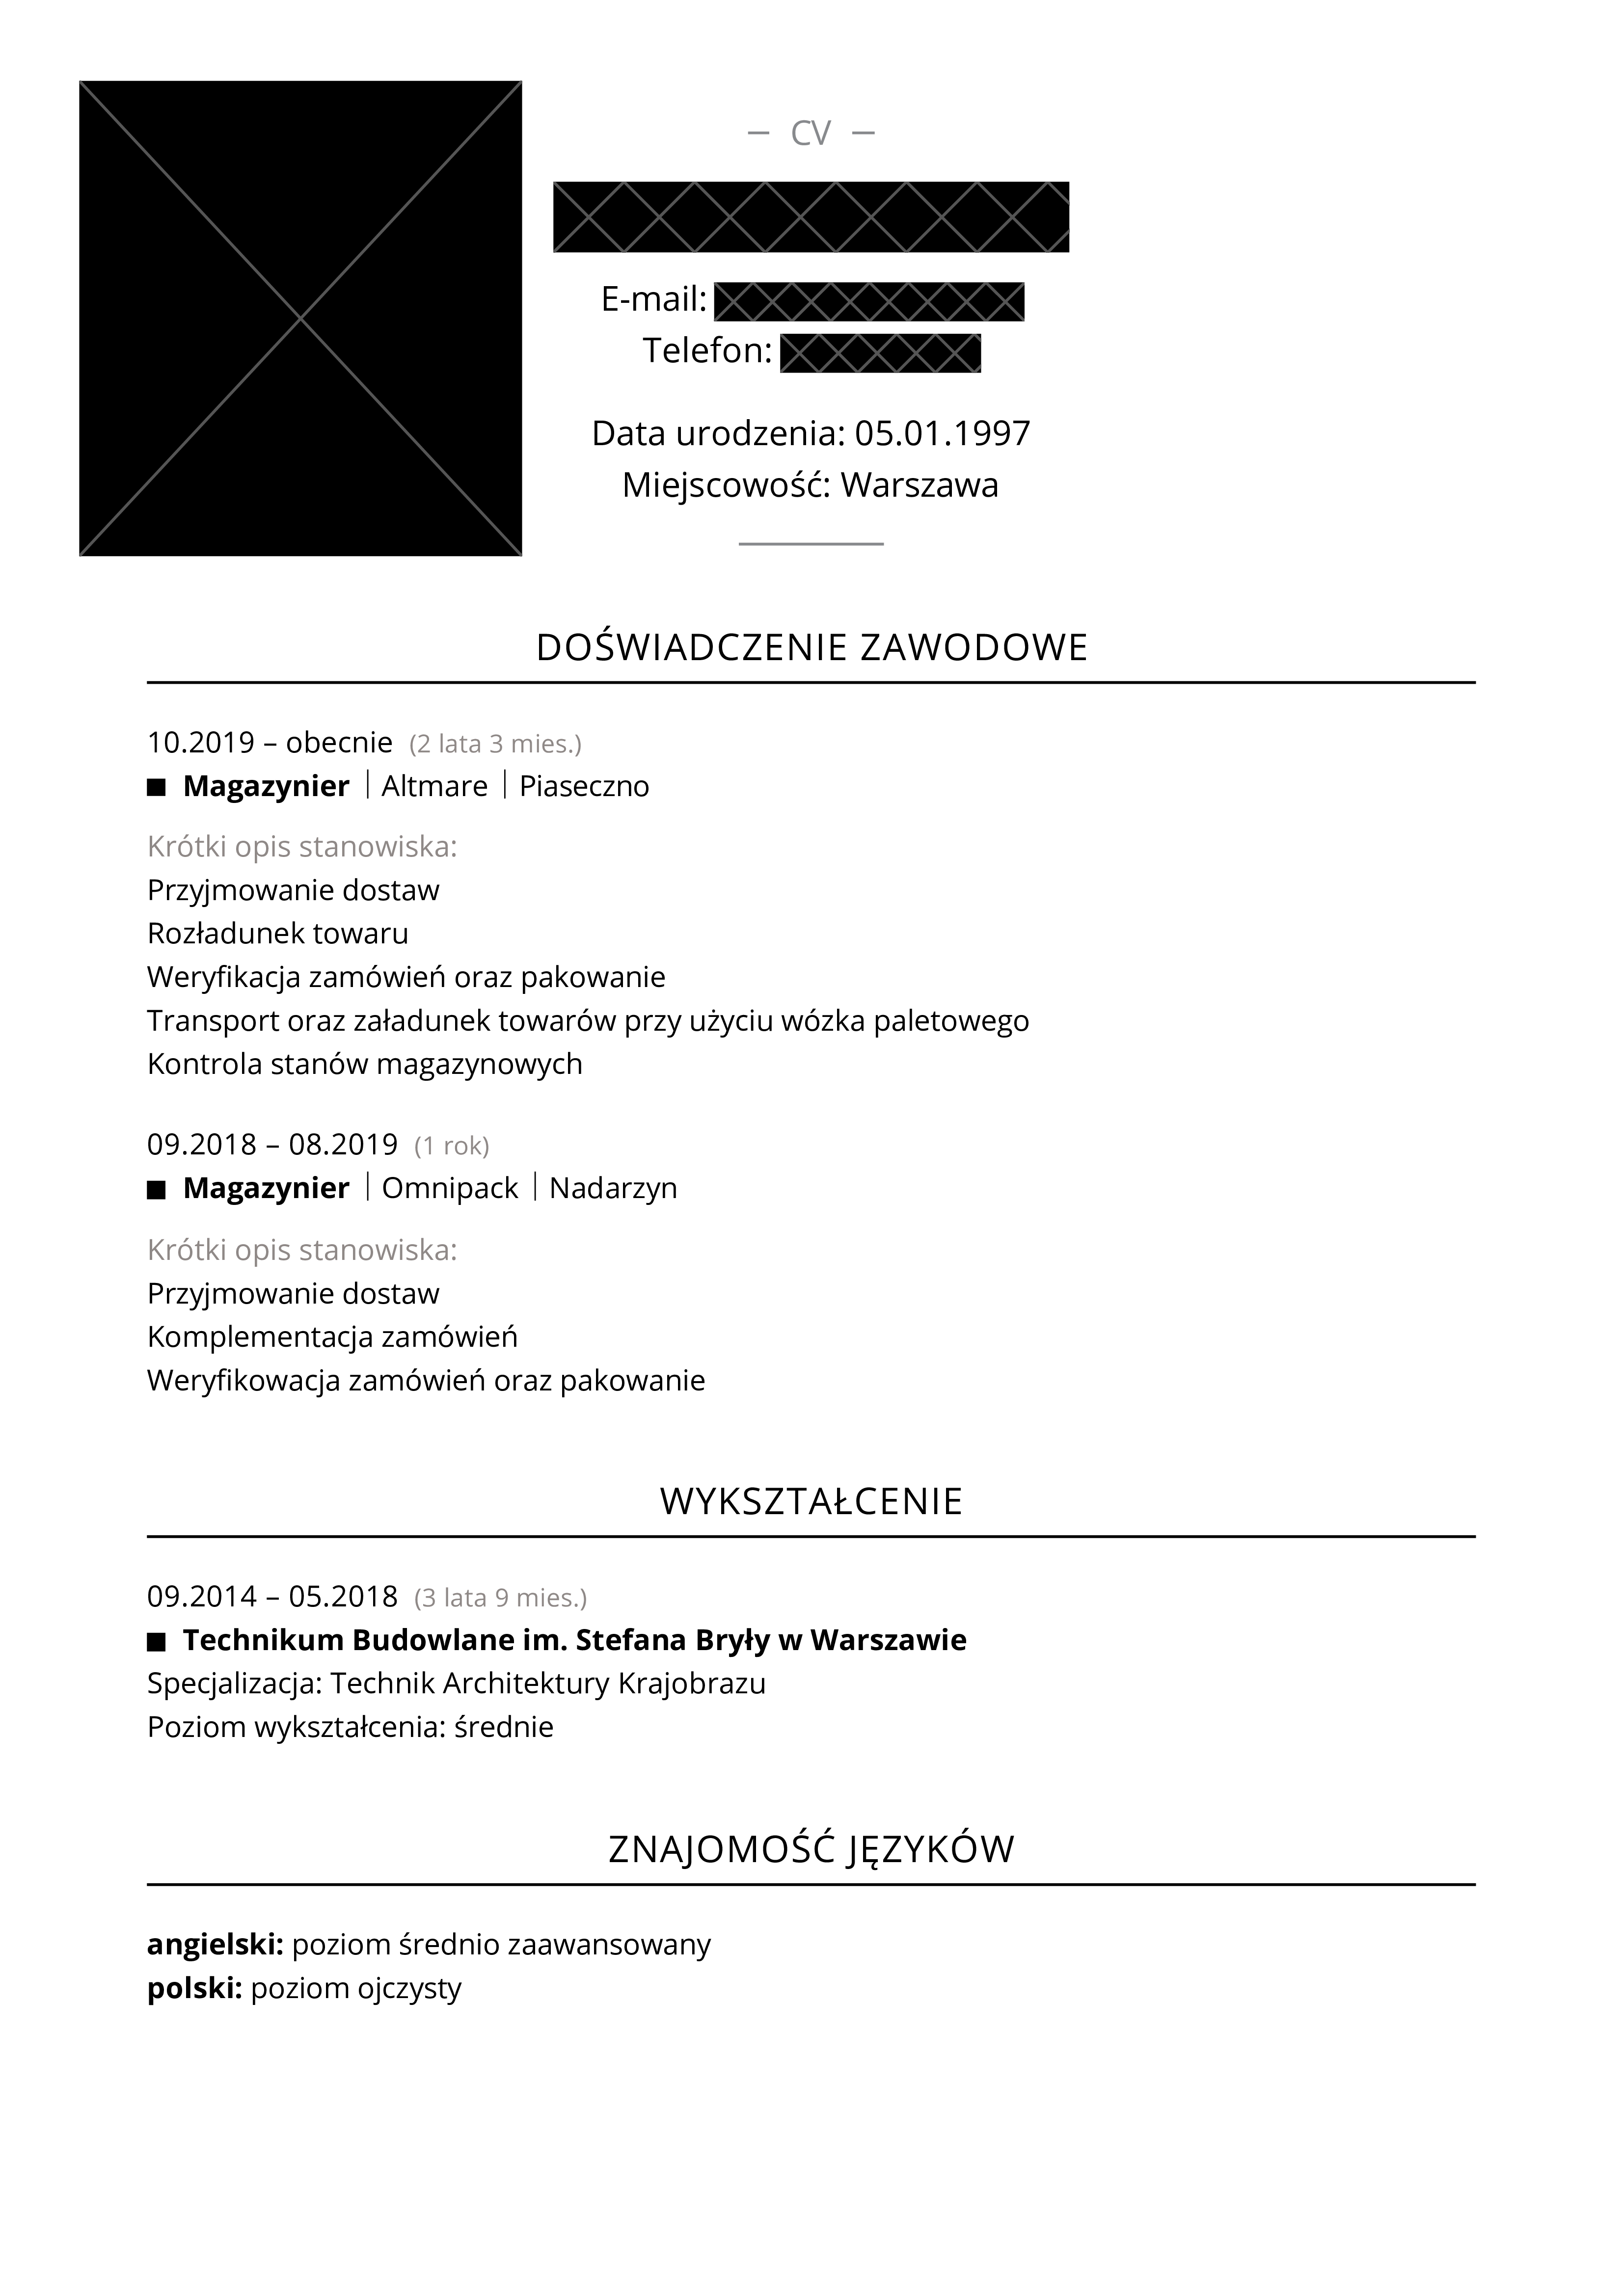 — CV —
E-mail:
Telefon:
Data urodzenia: 05.01.1997
Miejscowość: Warszawa
DOŚWIADCZENIE ZAWODOWE
10.2019 – obecnie (2 lata 3 mies.)
■ Magazynier | Altmare | Piaseczno
Krótki opis stanowiska:
Przyjmowanie dostaw
Rozładunek towaru
Weryfikacja zamówień oraz pakowanie
Transport oraz załadunek towarów przy użyciu wózka paletowego
Kontrola stanów magazynowych
09.2018 – 08.2019 (1 rok)
■ Magazynier | Omnipack | Nadarzyn
Krótki opis stanowiska:
Przyjmowanie dostaw
Komplementacja zamówień
Weryfikowacja zamówień oraz pakowanie
WYKSZTAŁCENIE
09.2014 – 05.2018 (3 lata 9 mies.)
■ Technikum Budowlane im. Stefana Bryły w Warszawie
Specjalizacja: Technik Architektury Krajobrazu
Poziom wykształcenia: średnie
ZNAJOMOŚĆ JĘZYKÓW
angielski: poziom średnio zaawansowany
polski: poziom ojczysty